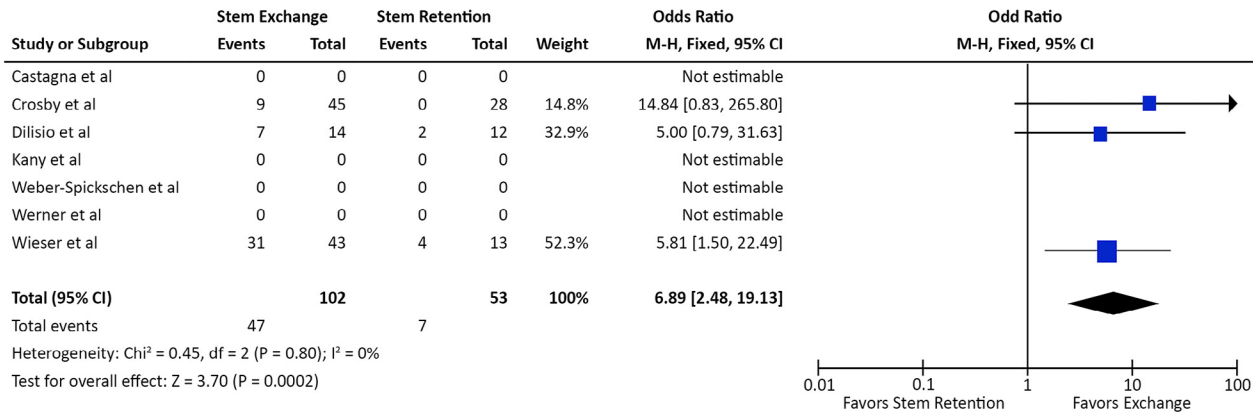 Stem Exchange Stem Retention Odds Ratio Odd Ratio
Study or Subgroup Events Total Events Total Weight M-H, Fixed, 95% CI M-H, Fixed, 95% CI
Castagna et al 0 0 0 0 Not estimable
Crosby et al 9 45 0 28 14.8% 14.84 [0.83, 265.80]
Dilisio et al 7 14 2 12 32.9% 5.00 [0.79, 31.63]
Kany et al 0 0 0 0 Not estimable
Weber-Spickschen et al 0 0 0 0 Not estimable
Werner et al 0 0 0 0 Not estimable
Wieser et al 31 43 4 13 52.3% 5.81 [1.50, 22.49]
Total (95% CI) 102 53 100% 6.89 [2.48, 19.13]
Total events 47 7
Heterogeneity: Chi² = 0.45, df = 2 (P = 0.80); I² = 0%
Test for overall effect: Z = 3.70 (P = 0.0002)
0.01 0.1 1 10 100
Favors Stem Retention Favors Exchange